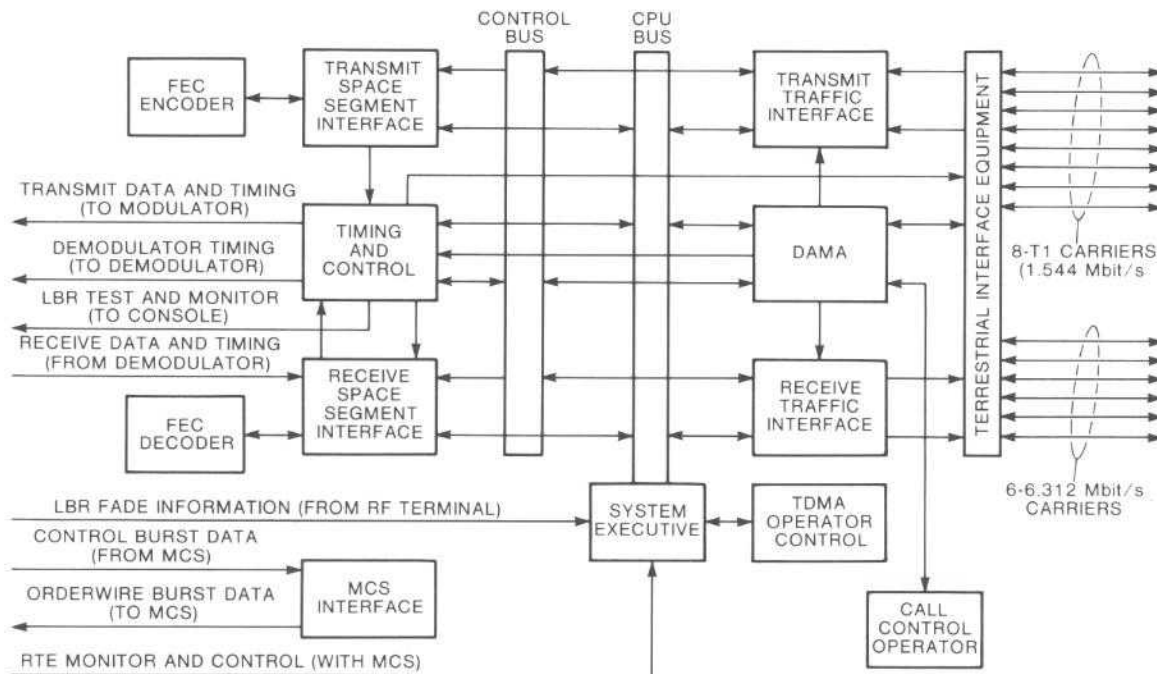 CONTROL
BUS
CPU
BUS
FEC
ENCODER
TRANSMIT
SPACE
SEGMENT
INTERFACE
TRANSMIT
TRAFFIC
INTERFACE
TERRESTRIAL INTERFACE EQUIPMENT
TRANSMIT DATA AND TIMING
(TO MODULATOR)
DEMODULATOR TIMING
(TO DEMODULATOR)
LBR TEST AND MONITOR
(TO CONSOLE)
RECEIVE DATA AND TIMING
(FROM DEMODULATOR)
TIMING
AND
CONTROL
DAMA
8-T1 CARRIERS
(1.544 Mbit/s
FEC
DECODER
RECEIVE
SPACE
SEGMENT
INTERFACE
RECEIVE
TRAFFIC
INTERFACE
6-6.312 Mbit/s
CARRIERS
LBR FADE INFORMATION (FROM RF TERMINAL)
SYSTEM
EXECUTIVE
TDMA
OPERATOR
CONTROL
CONTROL BURST DATA
(FROM MCS)
ORDERWIRE BURST DATA
(TO MCS)
MCS
INTERFACE
CALL
CONTROL
OPERATOR
RTE MONITOR AND CONTROL (WITH MCS)